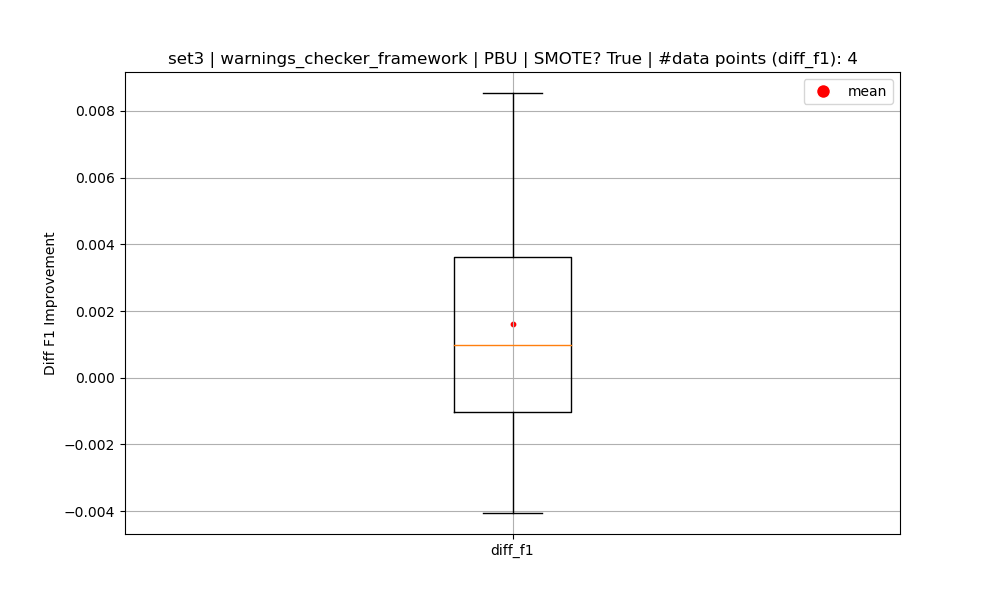 set3 | warnings_checker_framework | PBU | SMOTE? True | #data points (diff_f1): 4
mean
0.008
0.006
0.004
0.002
0.000
−0.002
−0.004
Diff F1 Improvement
diff_f1